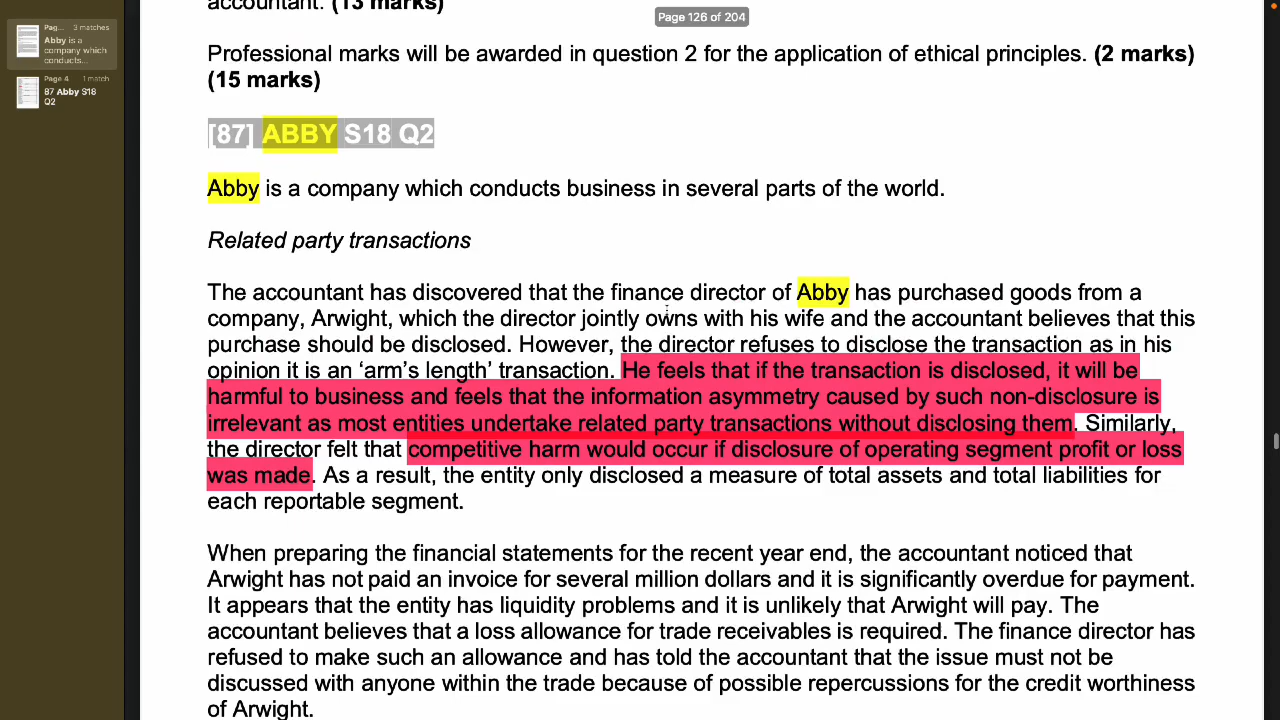 accountant. (13 marks)
Page 126 of 204
Pag... 3 matches
Abby is a
company which
conducts...
Page 4 1 match
87 Abby S18
Q2
Professional marks will be awarded in question 2 for the application of ethical principles. (2 marks)
(15 marks)
[87] ABBY S18 Q2
Abby is a company which conducts business in several parts of the world.
Related party transactions
The accountant has discovered that the finance director of Abby has purchased goods from a
company, Arwight, which the director jointly owns with his wife and the accountant believes that this
purchase should be disclosed. However, the director refuses to disclose the transaction as in his
opinion it is an ‘arm’s length’ transaction. He feels that if the transaction is disclosed, it will be
harmful to business and feels that the information asymmetry caused by such non-disclosure is
irrelevant as most entities undertake related party transactions without disclosing them. Similarly,
the director felt that competitive harm would occur if disclosure of operating segment profit or loss
was made. As a result, the entity only disclosed a measure of total assets and total liabilities for
each reportable segment.
When preparing the financial statements for the recent year end, the accountant noticed that
Arwight has not paid an invoice for several million dollars and it is significantly overdue for payment.
It appears that the entity has liquidity problems and it is unlikely that Arwight will pay. The
accountant believes that a loss allowance for trade receivables is required. The finance director has
refused to make such an allowance and has told the accountant that the issue must not be
discussed with anyone within the trade because of possible repercussions for the credit worthiness
of Arwight.